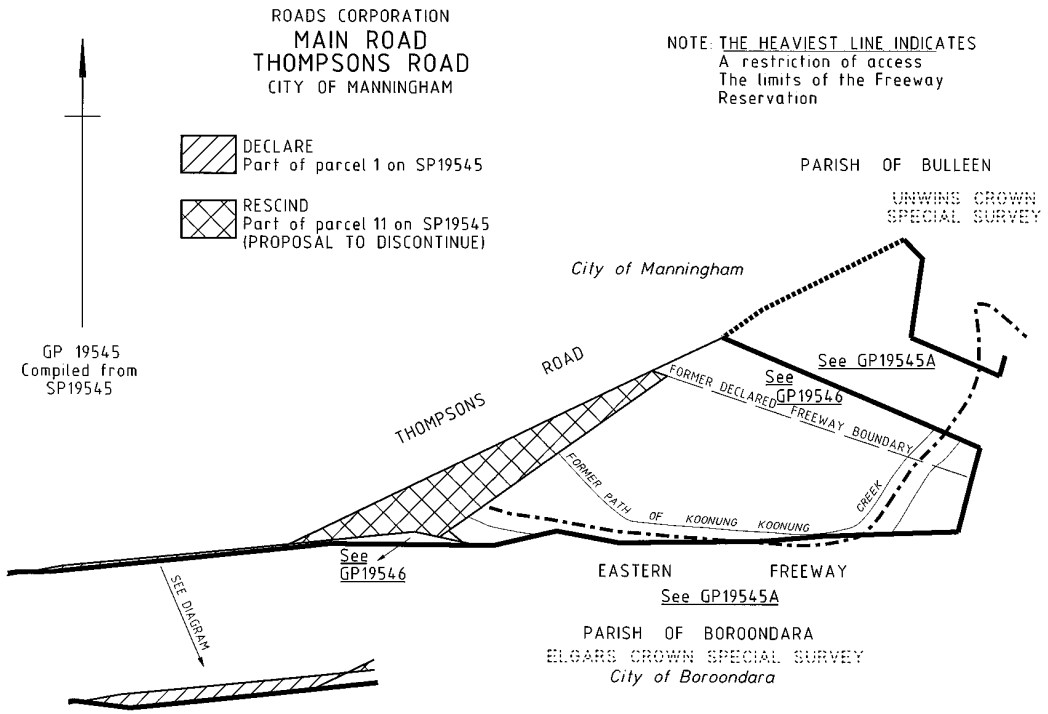 ROADS CORPORATION
MAIN ROAD
THOMPSONS ROAD
CITY OF MANNINGHAM
NOTE: THE HEAVIEST LINE INDICATES
A restriction of access
The limits of the Freeway
Reservation
DECLARE
Part of parcel 1 on SP19545
RESCIND
Part of parcel 11 on SP19545
(PROPOSAL TO DISCONTINUE)
PARISH OF BULLEEN
UNWINS CROWN
SPECIAL SURVEY
City of Manningham
GP 19545
Compiled from
SP19545
THOMPSONS ROAD
See GP19545A
See
GP19546
FORMER DECLARED FREEWAY BOUNDARY
FORMER PATH OF KOONUNG KOONUNG CREEK
See
GP19546
EASTERN FREEWAY
See GP19545A
SEE DIAGRAM
PARISH OF BOROONDARA
ELGARS CROWN SPECIAL SURVEY
City of Boroondara